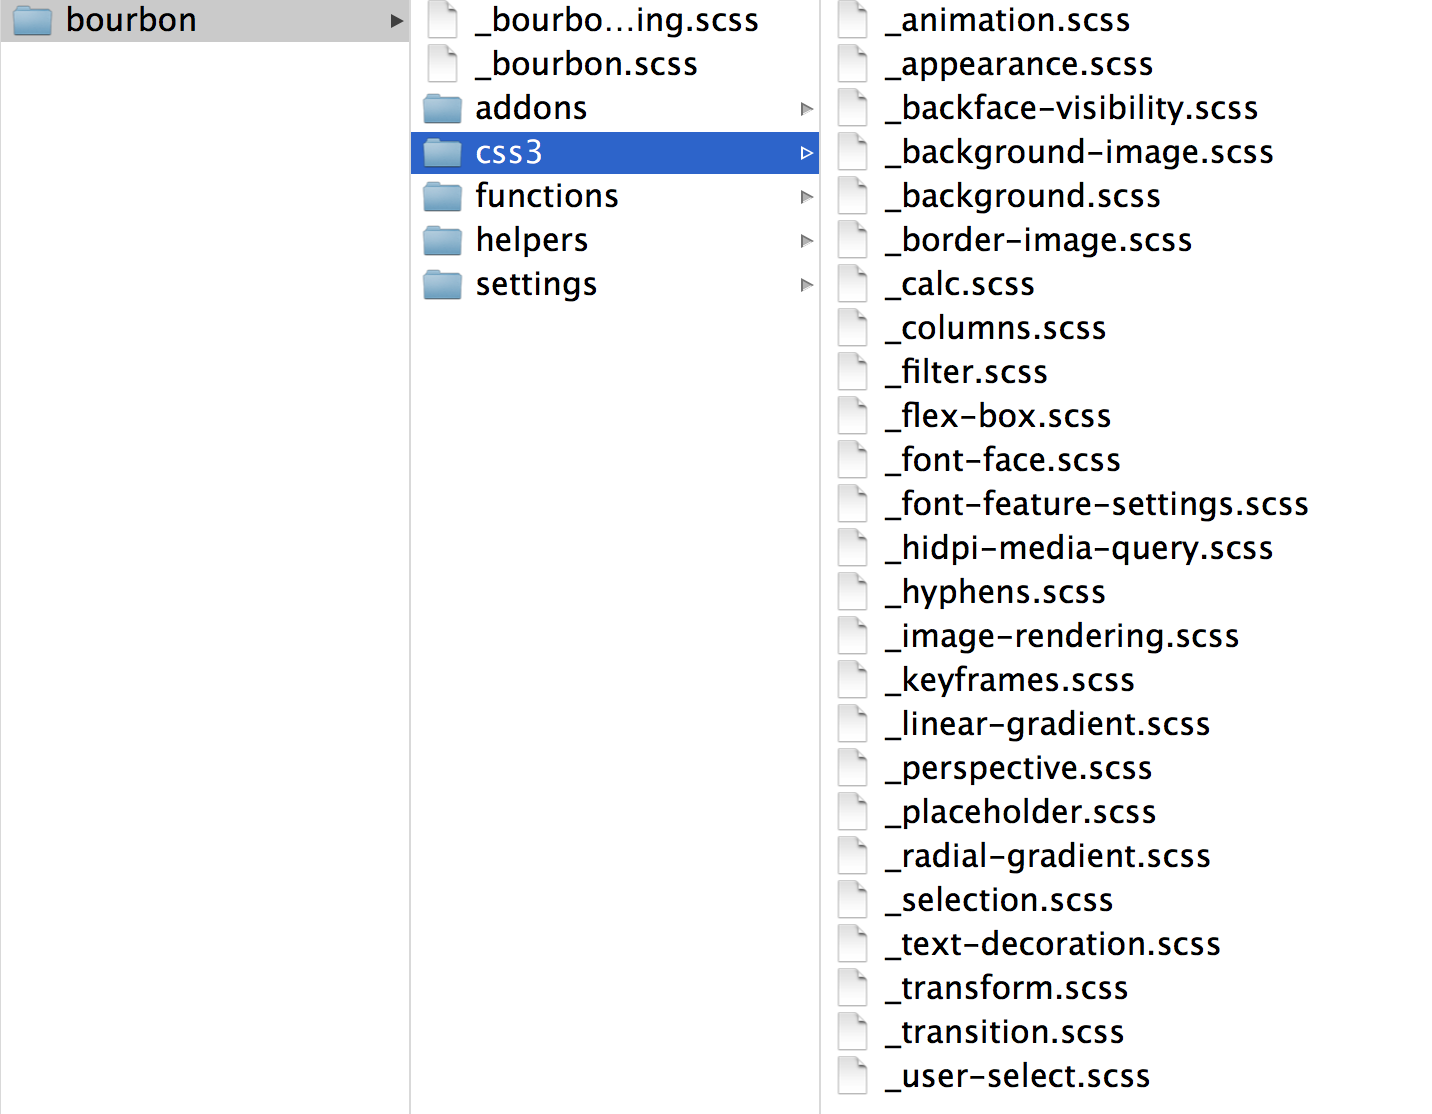 bourbon
_bourbo...ing.scss
_bourbon.scss
addons
css3
functions
helpers
settings
_animation.scss
_appearance.scss
_backface-visibility.scss
_background-image.scss
_background.scss
_border-image.scss
_calc.scss
_columns.scss
_filter.scss
_flex-box.scss
_font-face.scss
_font-feature-settings.scss
_hidpi-media-query.scss
_hyphens.scss
_image-rendering.scss
_keyframes.scss
_linear-gradient.scss
_perspective.scss
_placeholder.scss
_radial-gradient.scss
_selection.scss
_text-decoration.scss
_transform.scss
_transition.scss
_user-select.scss